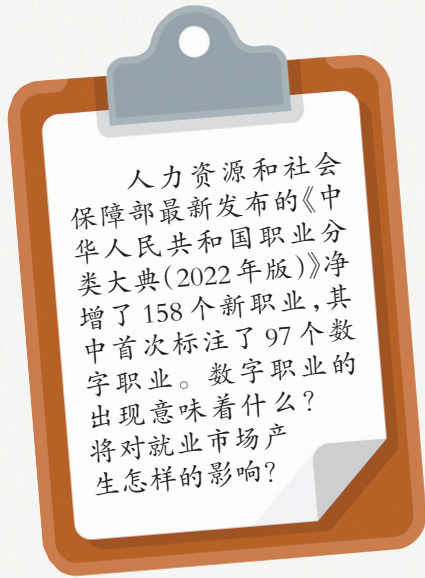 人力资源和社会
保障部最新发布的《中
华人民共和国职业分
类大典(2022年版)》净
增了158个新职业,其
中首次标注了97个数
字职业。数字职业的
出现意味着什么?
将对就业市场产
生怎样的影响?